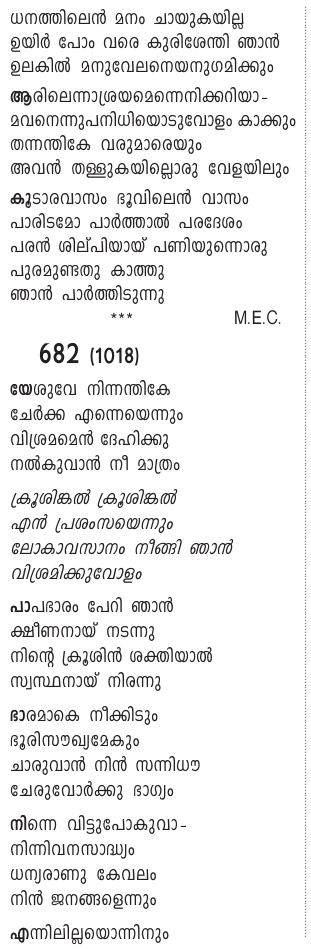 ധനത്തിലെൻ മനം ചായുകയില്ല
ഉയിർ പോം വരെ കുരിശേന്തി ഞാൻ
ഉലകിൽ മനുവേലനെയനുഗമിക്കും
ആരിലെന്നാശ്രയമെന്നെനിക്കറിയാ-
മവനെന്നുപനിധിയൊടുവോളം കാക്കും
തന്നന്തികേ വരുമാരെയും
അവൻ തള്ളുകയില്ലൊരു വേളയിലും
കൂടാരവാസം ഭൂവിലെൻ വാസം
പാരിടമോ പാർത്താൽ പരദേശം
പരൻ ശില്പിയായ് പണിയുന്നൊരു
പുരമുണ്ടതു കാത്തു
ഞാൻ പാർത്തിടുന്നു
*** M.E.C.
682 (1018)
യേശുവേ നിന്നന്തികേ
ചേർക്ക എന്നെയെന്നും
വിശ്രമമെൻ ദേഹിക്കു
നൽകുവാൻ നീ മാത്രം
ക്രൂശിങ്കൽ ക്രൂശിങ്കൽ
എൻ പ്രശംസയെന്നും
ലോകാവസാനം നീങ്ങി ഞാൻ
വിശ്രമിക്കുവോളം
പാപഭാരം പേറി ഞാൻ
ക്ഷീണനായ് നടന്നു
നിന്റെ ക്രൂശിൻ ശക്തിയാൽ
സ്വസ്ഥനായ് നിരന്നു
ഭാരമാകെ നീക്കിടും
ഭൂരിസൗഖ്യമേകും
ചാരുവാൻ നിൻ സന്നിധൗ
ചേരുവോർക്കു ഭാഗ്യം
നിന്നെ വിട്ടുപോകുവാ-
നിന്നിവനസാദ്ധ്യം
ധന്യരാണു കേവലം
നിൻ ജനങ്ങളെന്നും
എന്നിലില്ലയൊന്നിനും